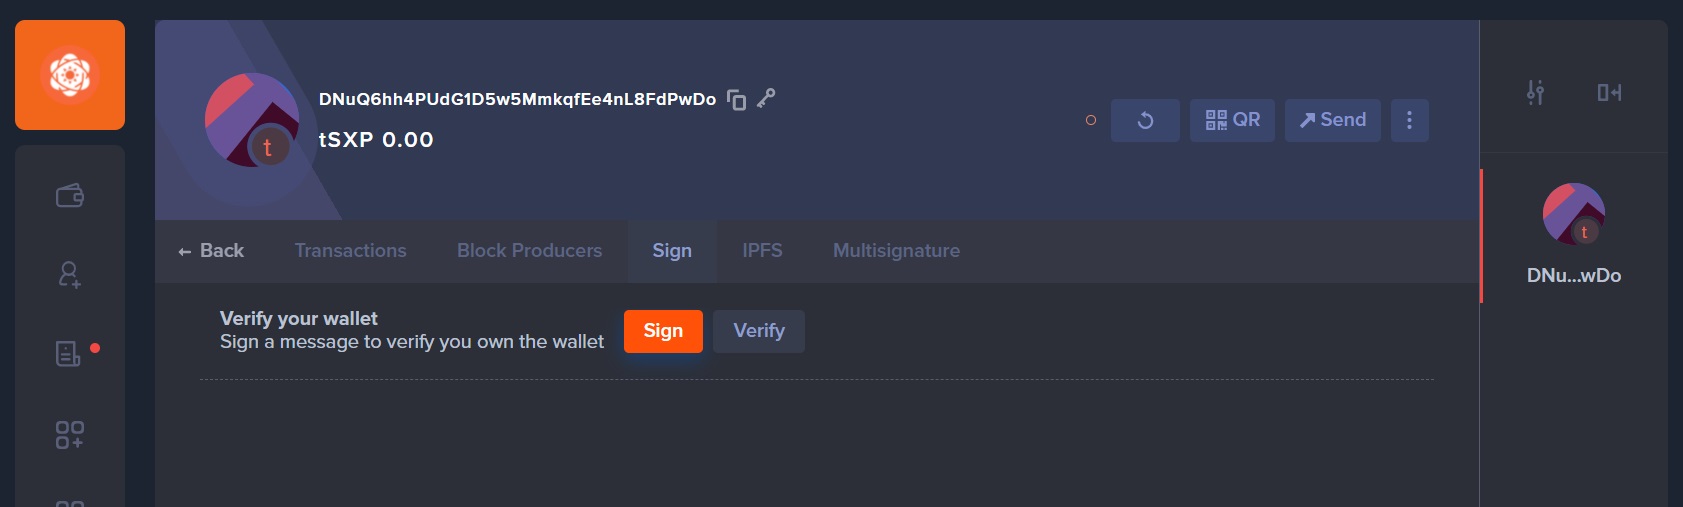 DNuQ6hh4PUdG1D5w5MmkqfEe4nL8FdPwDo
tSXP 0.00
t
QR
Send
Back
Transactions
Block Producers
Sign
IPFS
Multisignature
Verify your wallet
Sign a message to verify you own the wallet
Sign
Verify
t
DNu...wDo